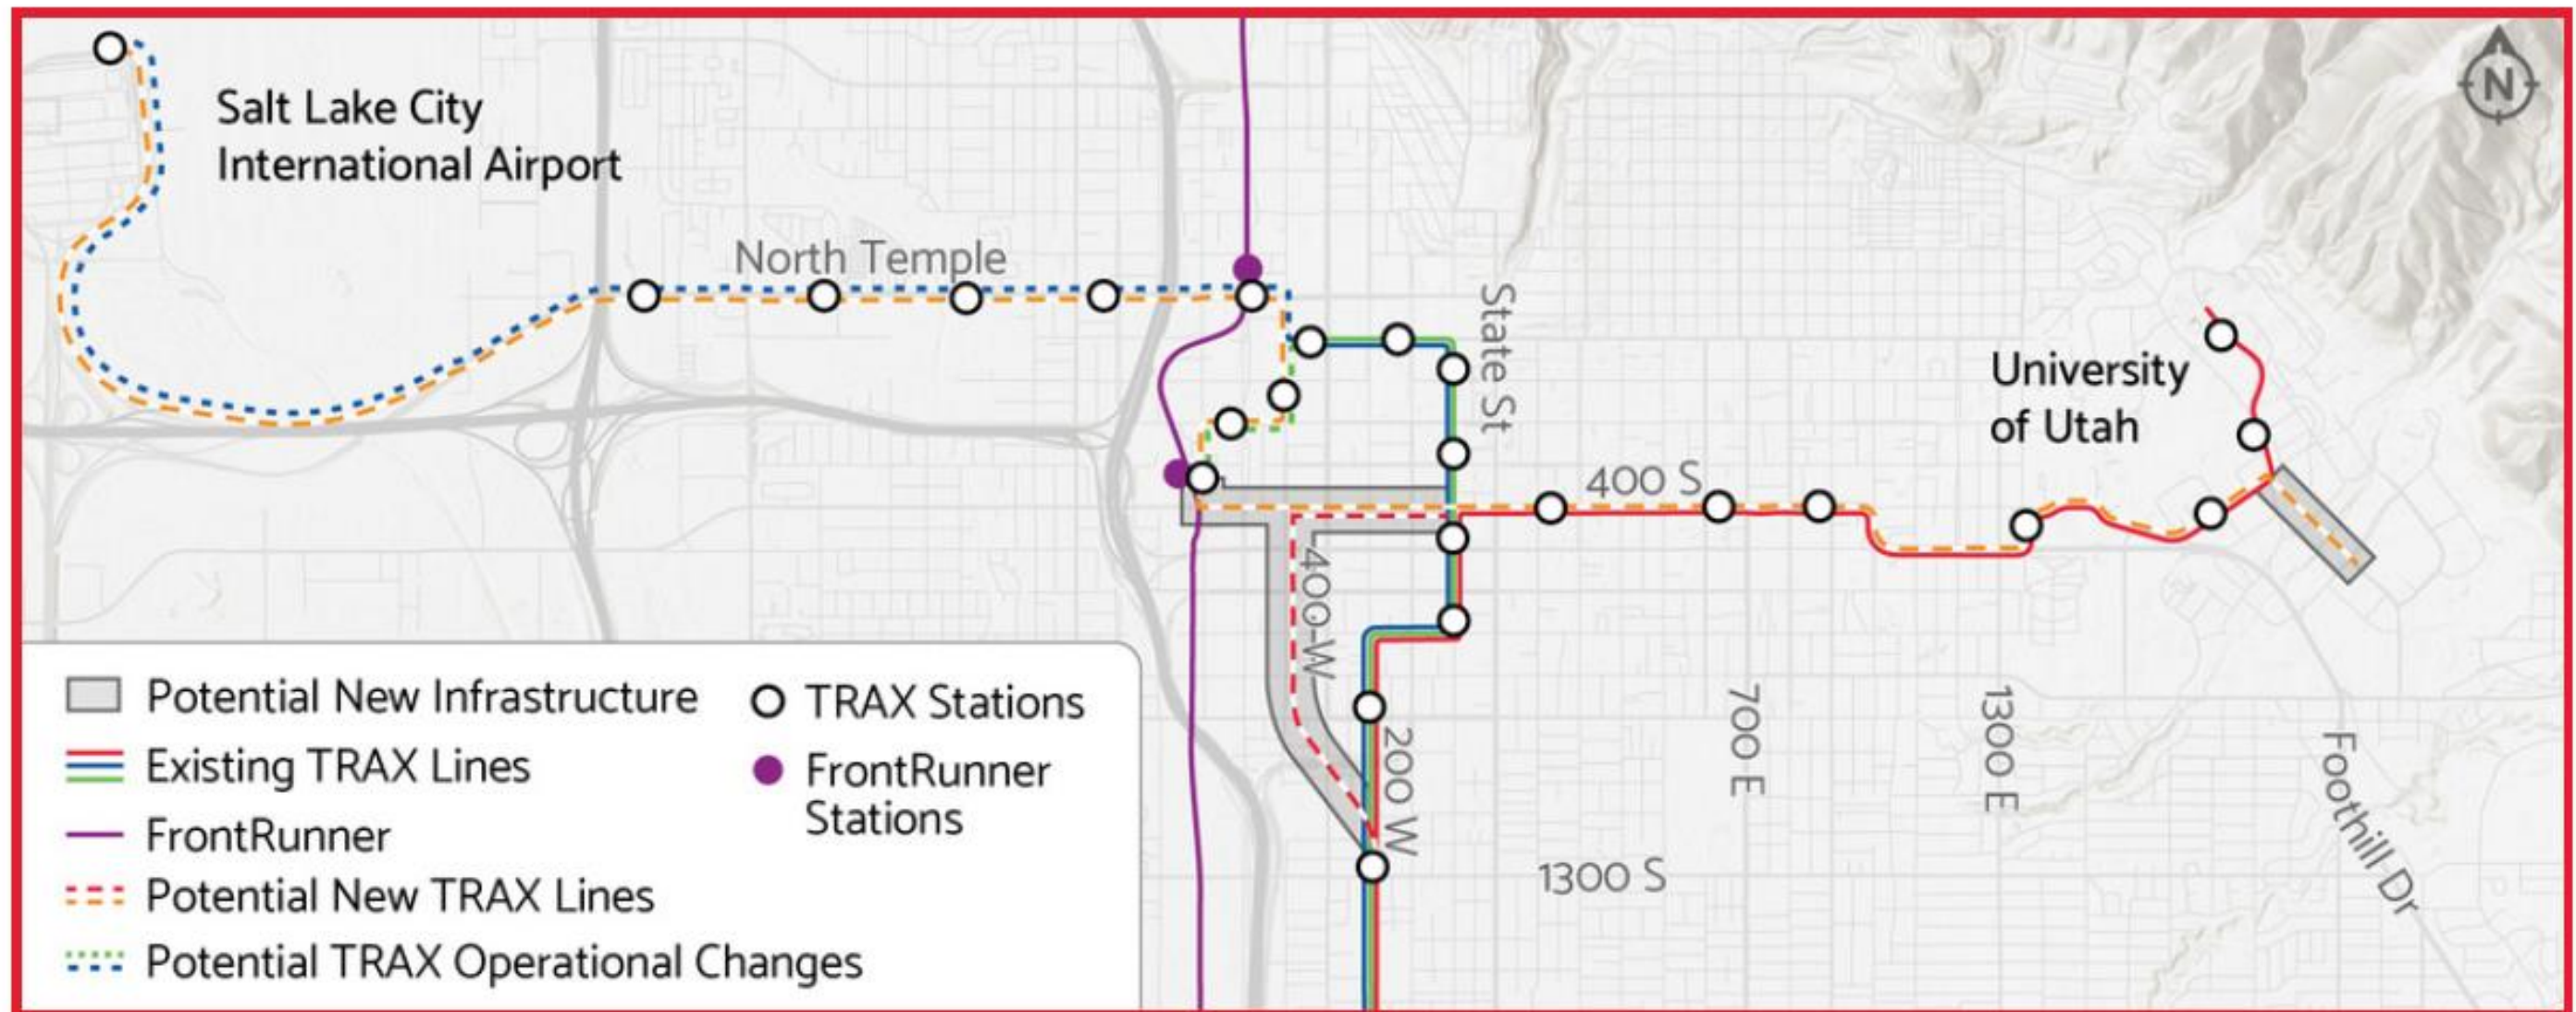 Salt Lake City
International Airport
N
North Temple
State St
University
of Utah
400 S
400 W
700 E
1300 E
200 W
Foothill Dr
1300 S
Potential New Infrastructure
Existing TRAX Lines
FrontRunner
Potential New TRAX Lines
Potential TRAX Operational Changes
TRAX Stations
FrontRunner
Stations